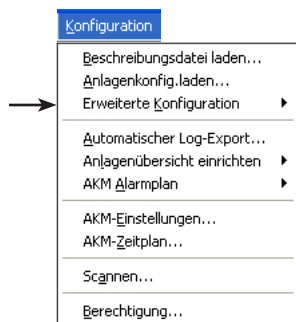 Konfiguration
Beschreibungsdatei laden...
Anlagenkonfig.laden...
Erweiterte Konfiguration
Automatischer Log-Export...
Anlagenübersicht einrichten
AKM Alarmplan
AKM-Einstellungen...
AKM-Zeitplan...
Scannen...
Berechtigung...